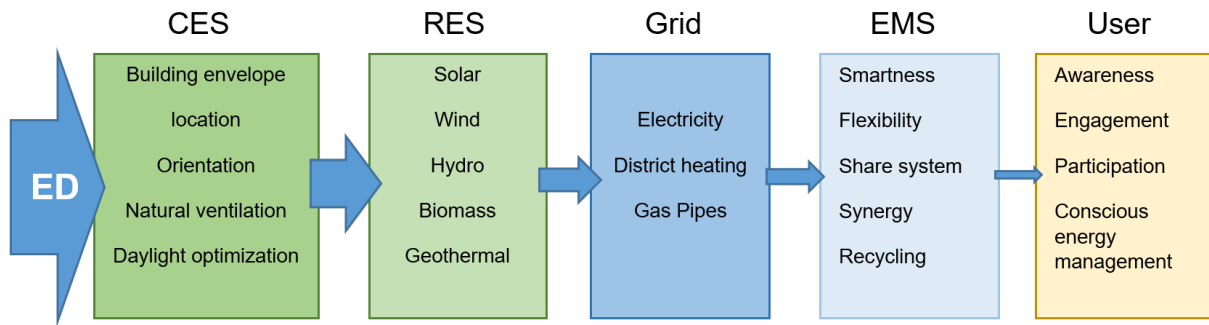 CES
RES
Grid
EMS
User
ED
Building envelope
location
Orientation
Natural ventilation
Daylight optimization
Solar
Wind
Hydro
Biomass
Geothermal
Electricity
District heating
Gas Pipes
Smartness
Flexibility
Share system
Synergy
Recycling
Awareness
Engagement
Participation
Conscious
energy
management